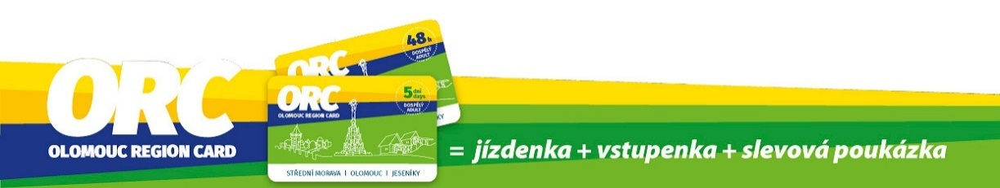 ORC
OLOMOUC REGION CARD
48h
DOSPĚLÝ
ADULT
ORC
ORC
OLOMOUC REGION CARD
5 dní
days
DOSPĚLÝ
ADULT
STŘEDNÍ MORAVA I OLOMOUC I JESENÍKY
= jízdenka + vstupenka + slevová poukázka